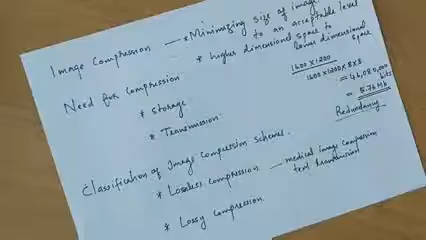 Image Compression — * Minimizing size of image
to an acceptable level
* higher dimensional space to
lower dimensional
space
Need for compression
* Storage
* Transmission
1600 X 1200
1600 X 1200 X 8 X 3
= 46,080,000
bits
= 5.76 Mb
Redundancy
Classification of Image Compression scheme.
* Lossless compression — medical image compression
text transmission
* Lossy compression